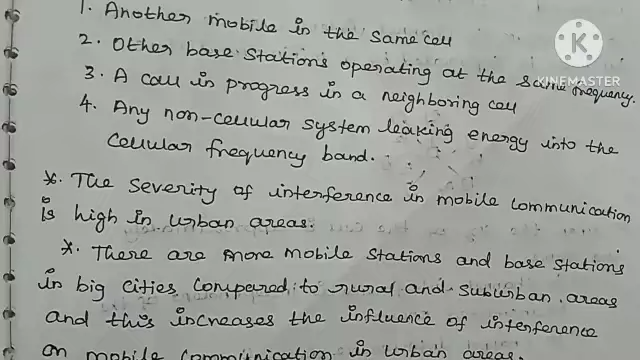 1. Another mobile in the same cell
2. Other base stations operating at the same frequency.
3. A call in progress in a neighboring cell
4. Any non-cellular system leaking energy into the
cellular frequency band.
*. The severity of interference in mobile communication
is high in urban areas.
*. There are more mobile stations and base stations
in big cities compared to rural and suburban areas
and this increases the influence of interference
on mobile communication in urban areas.
KINEMASTER